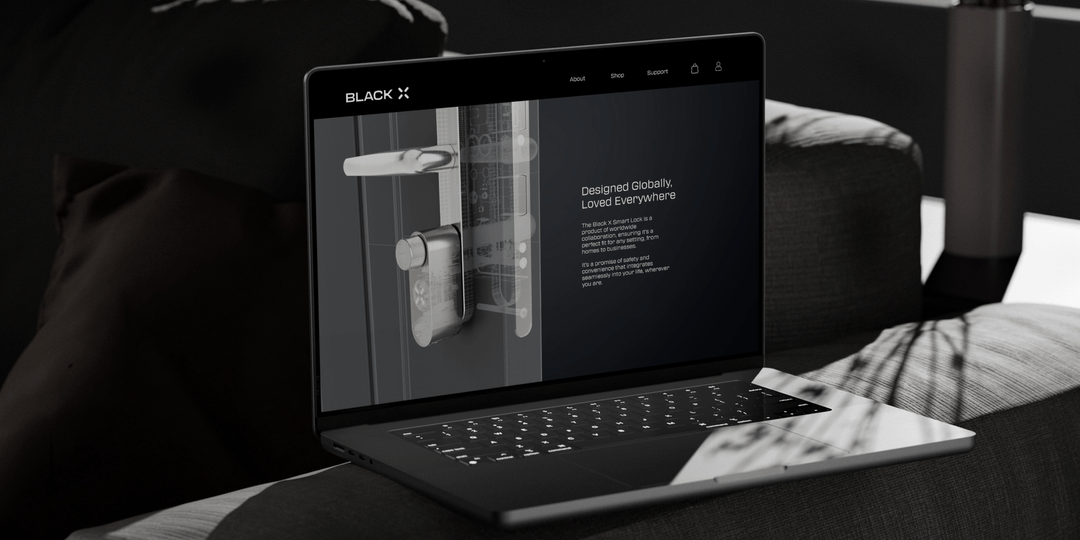 BLACK X
About Shop Support
Designed Globally,
Loved Everywhere
The Black X Smart Lock is a
product of worldwide
collaboration, ensuring it's a
perfect fit for any setting, from
homes to businesses.
It's a promise of safety and
convenience that integrates
seamlessly into your life, wherever
you are.